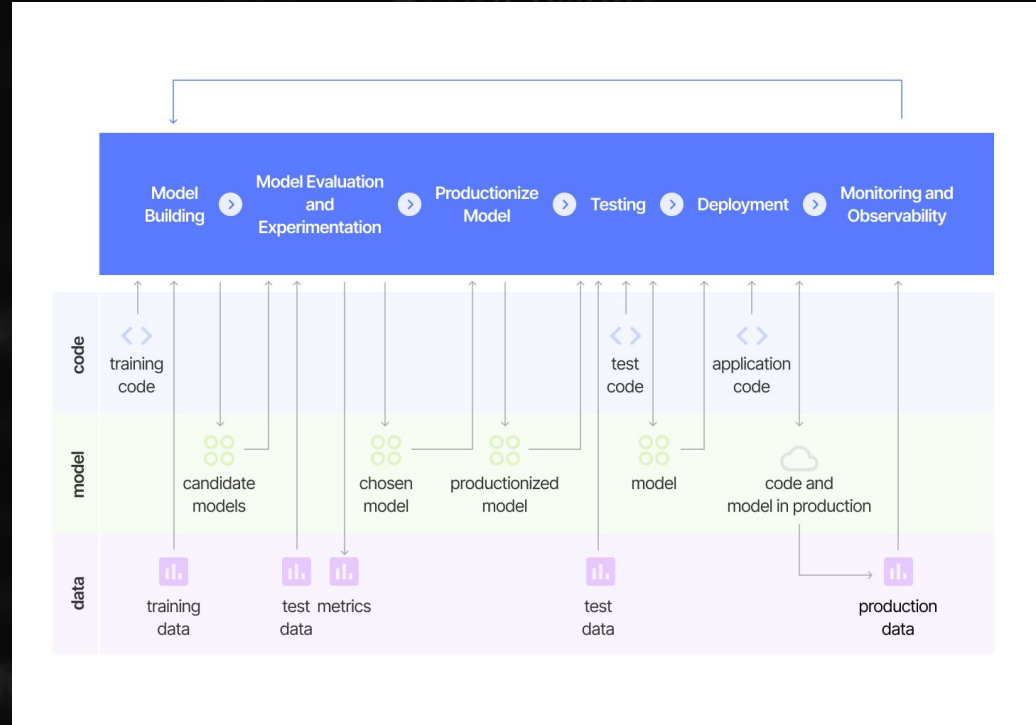 Model
Building
Model Evaluation
and
Experimentation
Productionize
Model
Testing
Deployment
Monitoring and
Observability
code
training
code
test
code
application
code
model
candidate
models
chosen
model
productionized
model
model
code and
model in production
data
training
data
test
data
metrics
test
data
production
data